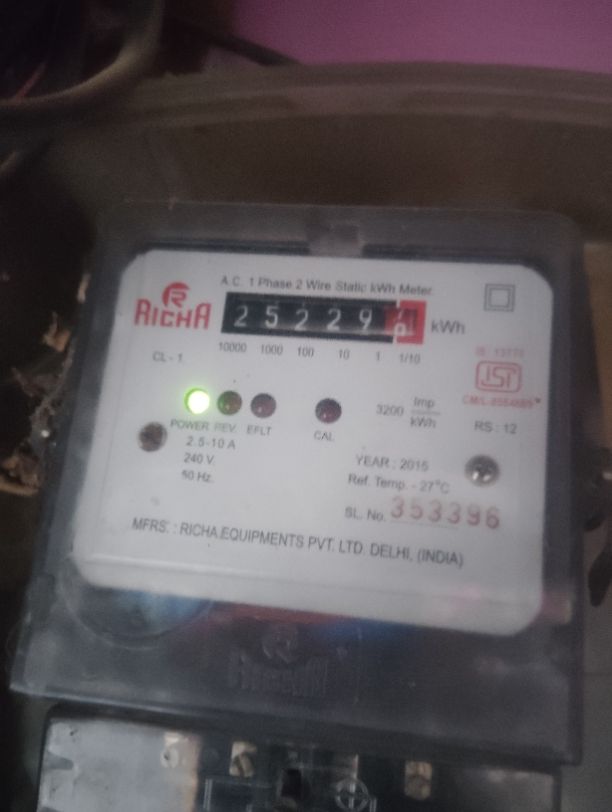 A.C. 1 Phase 2 Wire Static kWh Meter
RICHA
25229 kWh
10000 1000 100 10 1 1/10
CL - 1
IS 13779
ISI
3200 Imp/kWh
RS : 12
POWER REV. EFLT CAL
2.5-10 A
240 V.
50 Hz.
YEAR : 2015
Ref. Temp. - 27°C
SL. No. 353396
MFRS. : RICHA EQUIPMENTS PVT. LTD. DELHI, (INDIA)